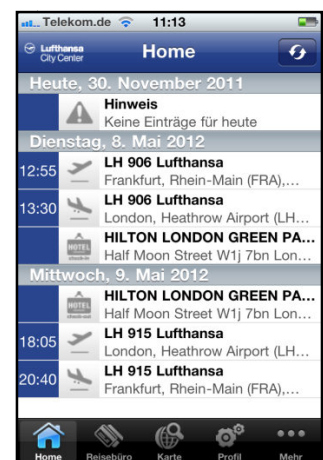 Telekom.de 11:13
Lufthansa
City Center
Home
Heute, 30. November 2011
Hinweis
Keine Einträge für heute
Dienstag, 8. Mai 2012
12:55 LH 906 Lufthansa
Frankfurt, Rhein-Main (FRA),...
13:30 LH 906 Lufthansa
London, Heathrow Airport (LH...
HOTEL
check-in
HILTON LONDON GREEN PA...
Half Moon Street W1j 7bn Lon...
Mittwoch, 9. Mai 2012
HOTEL
check-out
HILTON LONDON GREEN PA...
Half Moon Street W1j 7bn Lon...
18:05 LH 915 Lufthansa
London, Heathrow Airport (LH...
20:40 LH 915 Lufthansa
Frankfurt, Rhein-Main (FRA),...
Home Reisebüro Karte Profil Mehr